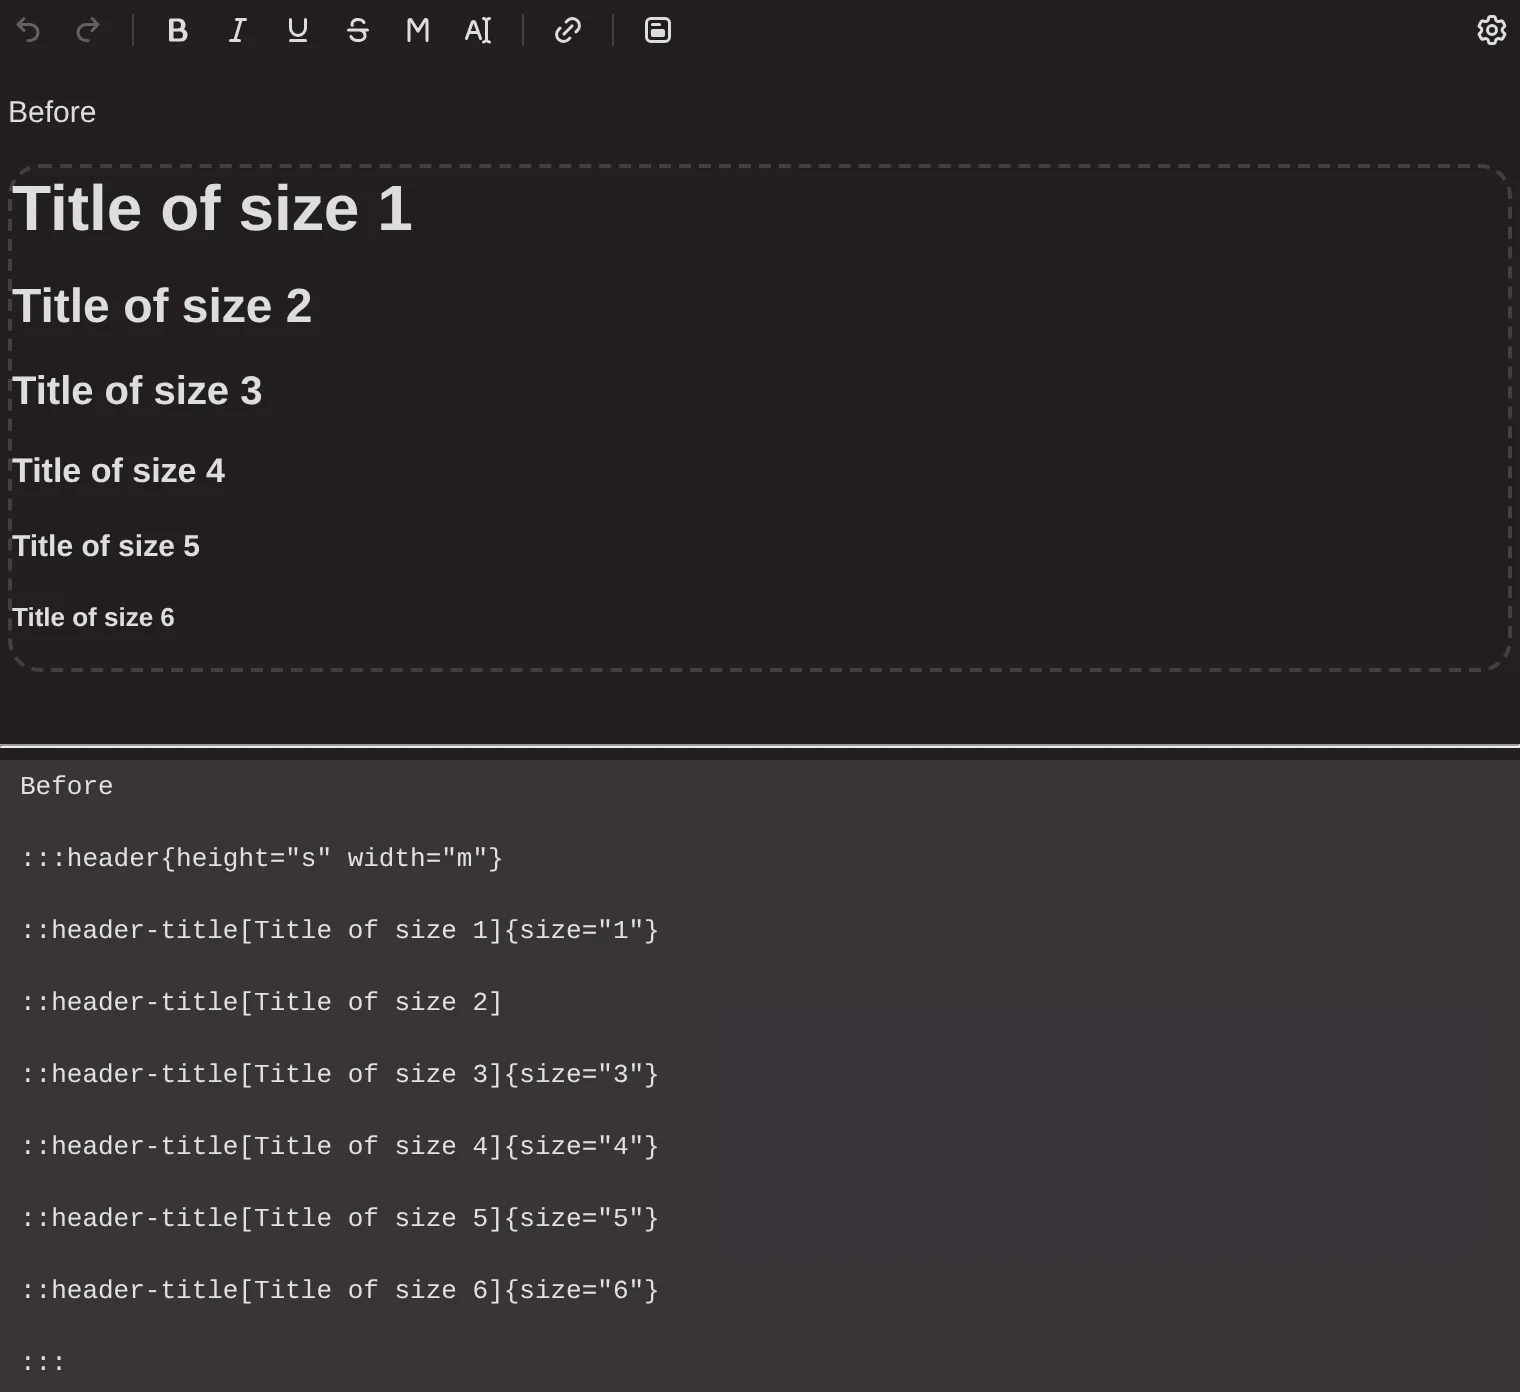 B I U S M A
Before
Title of size 1
Title of size 2
Title of size 3
Title of size 4
Title of size 5
Title of size 6
Before
:::header{height="s" width="m"}
::header-title[Title of size 1]{size="1"}
::header-title[Title of size 2]
::header-title[Title of size 3]{size="3"}
::header-title[Title of size 4]{size="4"}
::header-title[Title of size 5]{size="5"}
::header-title[Title of size 6]{size="6"}
:::